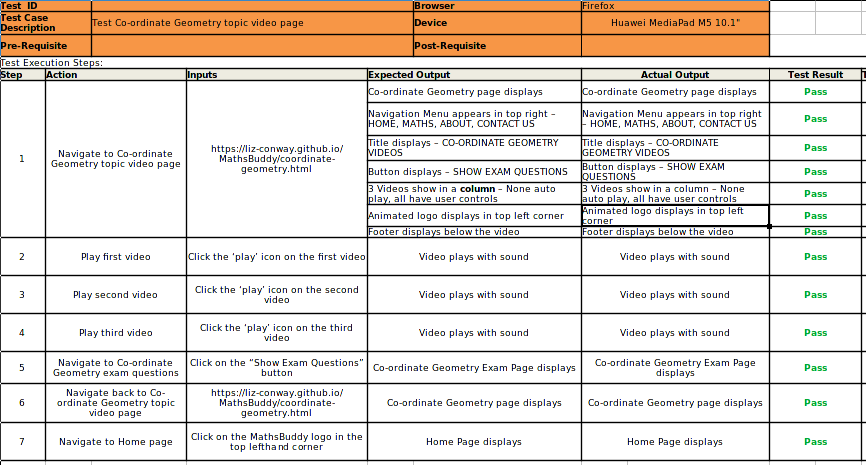 Test ID
Browser
Firefox
Test Case
Description
Test Co-ordinate Geometry topic video page
Device
Huawei MediaPad M5 10.1"
Pre-Requisite
Post-Requisite
Test Execution Steps:
Step
Action
Inputs
Expected Output
Actual Output
Test Result
1
Navigate to Co-ordinate
Geometry topic video page
https://liz-conway.github.io/
MathsBuddy/coordinate-
geometry.html
Co-ordinate Geometry page displays
Co-ordinate Geometry page displays
Pass
Navigation Menu appears in top right –
HOME, MATHS, ABOUT, CONTACT US
Navigation Menu appears in top right
– HOME, MATHS, ABOUT, CONTACT US
Pass
Title displays – CO-ORDINATE GEOMETRY
VIDEOS
Title displays – CO-ORDINATE
GEOMETRY VIDEOS
Pass
Button displays – SHOW EXAM QUESTIONS
Button displays – SHOW EXAM
QUESTIONS
Pass
3 Videos show in a column – None auto
play, all have user controls
3 Videos show in a column – None
auto play, all have user controls
Pass
Animated logo displays in top left corner
Animated logo displays in top left
corner
Pass
Footer displays below the video
Footer displays below the video
Pass
2
Play first video
Click the ‘play’ icon on the first video
Video plays with sound
Video plays with sound
Pass
3
Play second video
Click the ‘play’ icon on the second
video
Video plays with sound
Video plays with sound
Pass
4
Play third video
Click the ‘play’ icon on the third
video
Video plays with sound
Video plays with sound
Pass
5
Navigate to Co-ordinate
Geometry exam questions
Click on the “Show Exam Questions”
button
Co-ordinate Geometry Exam Page displays
Co-ordinate Geometry Exam Page
displays
Pass
6
Navigate back to Co-
ordinate Geometry topic
video page
https://liz-conway.github.io/
MathsBuddy/coordinate-
geometry.html
Co-ordinate Geometry page displays
Co-ordinate Geometry page displays
Pass
7
Navigate to Home page
Click on the MathsBuddy logo in the
top lefthand corner
Home Page displays
Home Page displays
Pass